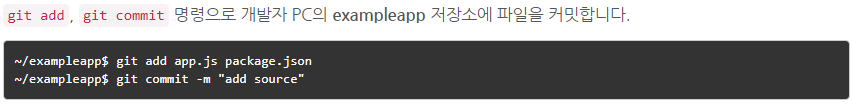 git add, git commit 명령으로 개발자 PC의 exampleapp 저장소에 파일을 커밋합니다.
~/exampleapp$ git add app.js package.json
~/exampleapp$ git commit -m "add source"